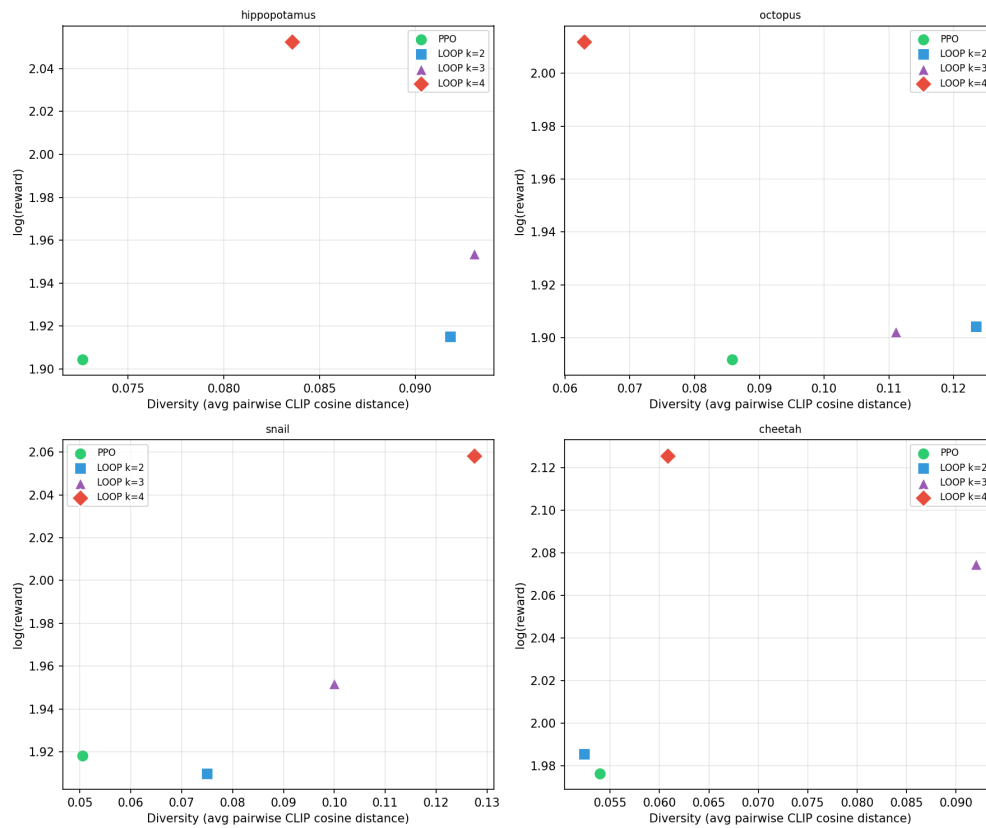 hippopotamus
PPO
LOOP k=2
LOOP k=3
LOOP k=4
2.04
2.02
2.00
1.98
1.96
1.94
1.92
1.90
log(reward)
0.075
0.080
0.085
0.090
Diversity (avg pairwise CLIP cosine distance)
octopus
PPO
LOOP k=2
LOOP k=3
LOOP k=4
2.00
1.98
1.96
1.94
1.92
1.90
log(reward)
0.06
0.07
0.08
0.09
0.10
0.11
0.12
Diversity (avg pairwise CLIP cosine distance)
snail
PPO
LOOP k=2
LOOP k=3
LOOP k=4
2.06
2.04
2.02
2.00
1.98
1.96
1.94
1.92
log(reward)
0.05
0.06
0.07
0.08
0.09
0.10
0.11
0.12
0.13
Diversity (avg pairwise CLIP cosine distance)
cheetah
PPO
LOOP k=2
LOOP k=3
LOOP k=4
2.12
2.10
2.08
2.06
2.04
2.02
2.00
1.98
log(reward)
0.055
0.060
0.065
0.070
0.075
0.080
0.085
0.090
Diversity (avg pairwise CLIP cosine distance)